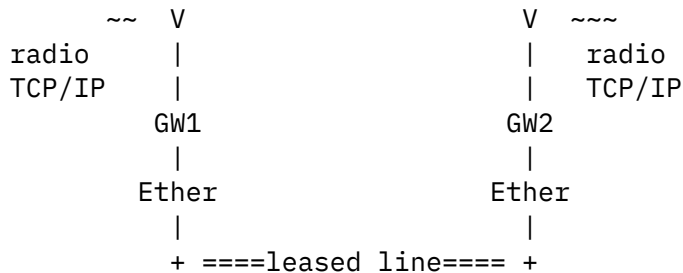 ~~ V V ~~~
radio | | radio
TCP/IP | | TCP/IP
GW1 GW2
| |
Ether Ether
| |
+ ====leased line==== +